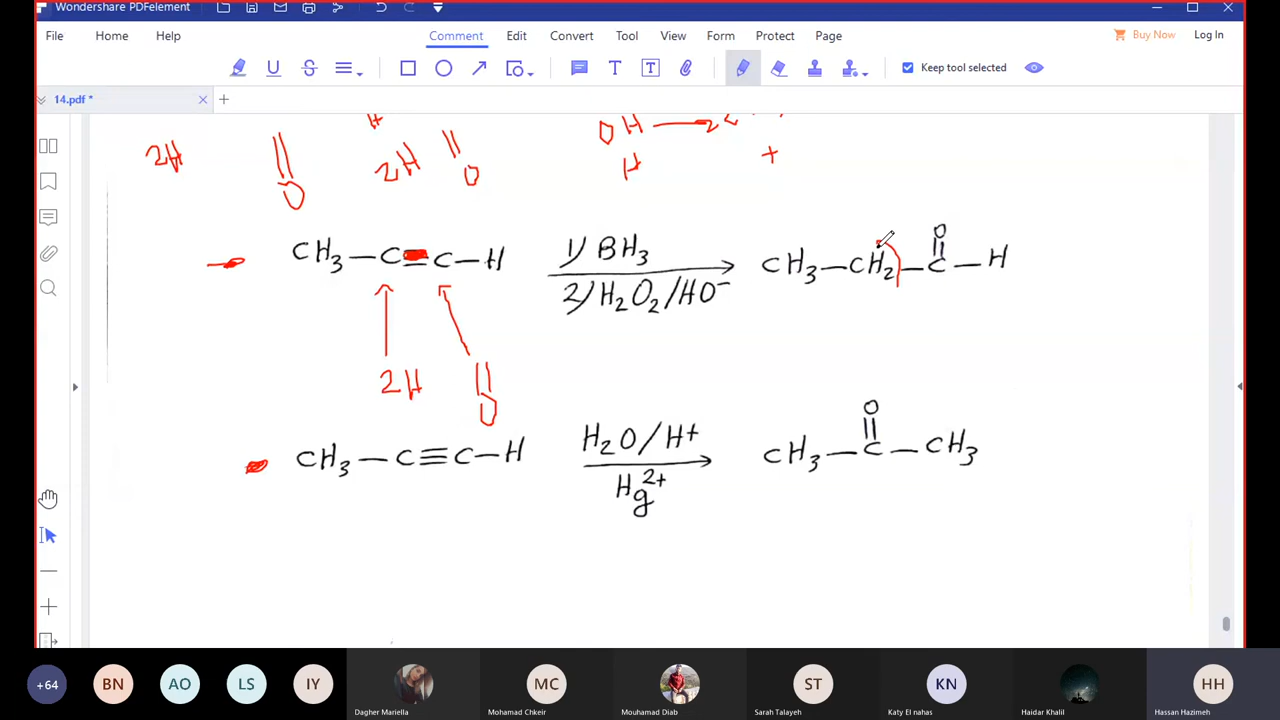 Wondershare PDFelement
File Home Help Comment Edit Convert Tool View Form Protect Page Buy Now Log In
Keep tool selected
14.pdf *
H
OH
2H O 2H O H +
CH3—C≡C—H 1) BH3 2) H2O2/HO⁻ CH3—CH2—C—H
O
2H O
CH3—C≡C—H H2O/H+ Hg2+ CH3—C—CH3
O
+64 BN AO LS IY MC ST KN HH
Dagher Mariella Mohamad Chkeir Mouhamad Diab Sarah Talayeh Katy El nahas Haidar Khalil Hassan Hazimeh